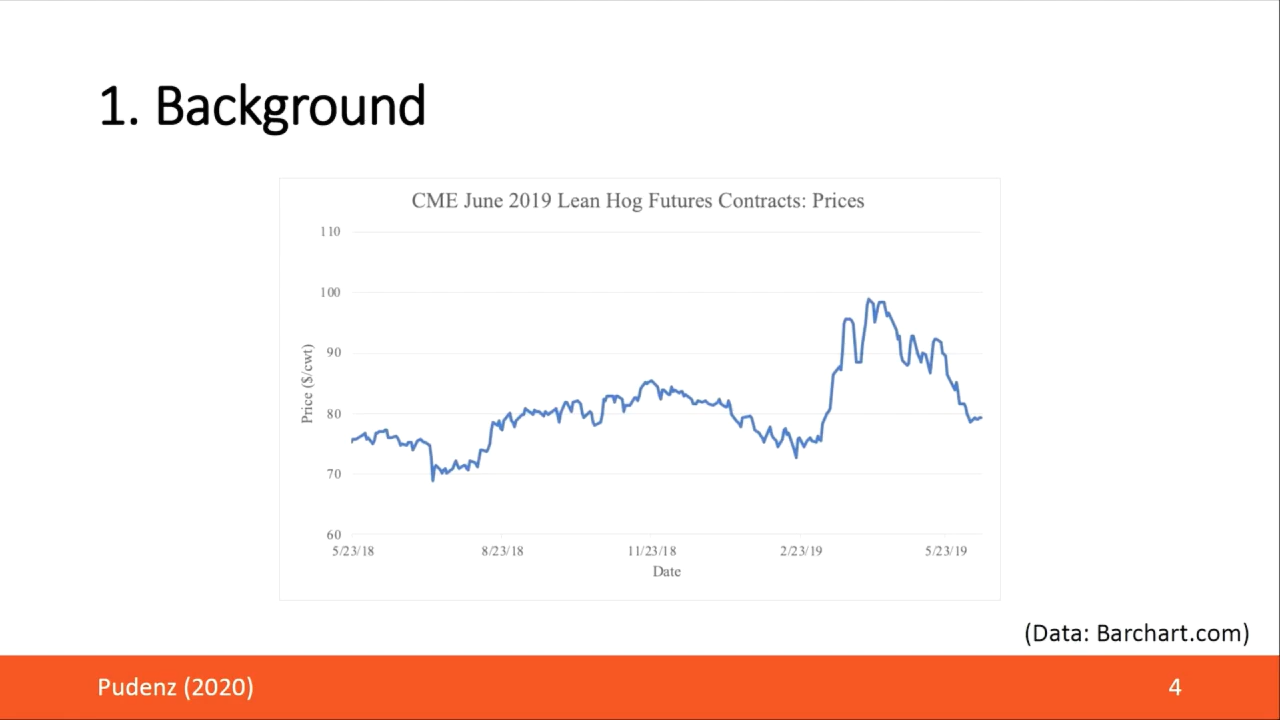 1. Background
CME June 2019 Lean Hog Futures Contracts: Prices
110
100
90
80
70
60
Price ($/cwt)
5/23/18 8/23/18 11/23/18 2/23/19 5/23/19
Date
(Data: Barchart.com)
Pudenz (2020) 4